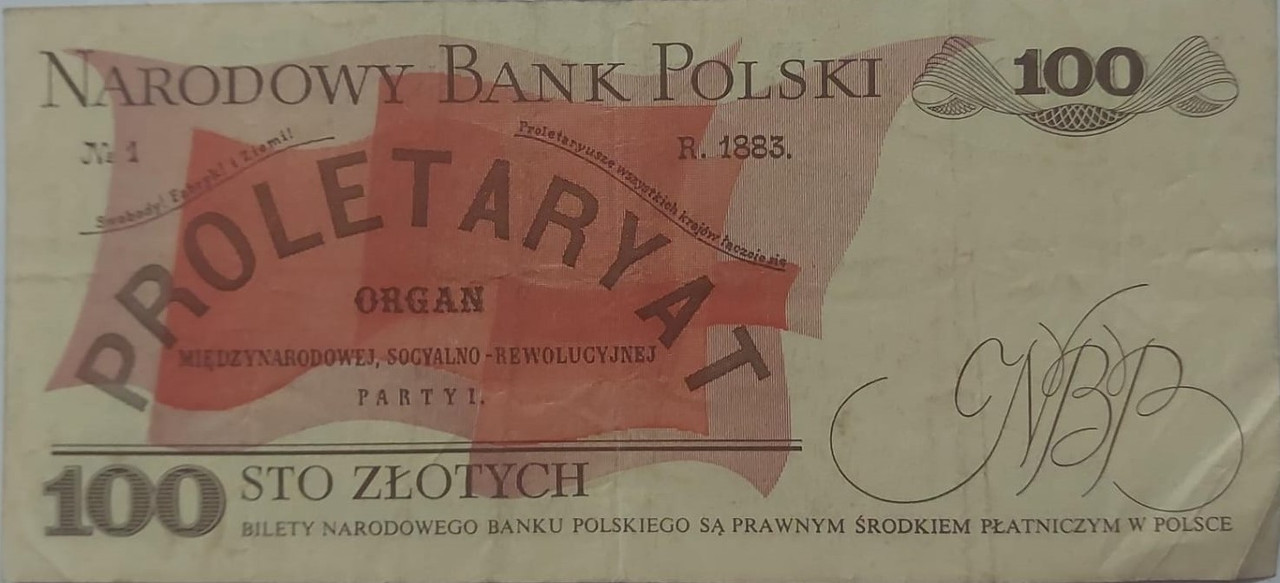 NARODOWY BANK POLSKI
100
№ 1
R. 1883.
Swobody! Fabryk! i Ziemi!
Proletaryusze wszystkich krajów łączcie się
PROLETARYAT
ORGAN
MIĘDZYNARODOWEJ, SOCYALNO-REWOLUCYJNEJ
PARTYI.
NBP
100 STO ZŁOTYCH
BILETY NARODOWEGO BANKU POLSKIEGO SĄ PRAWNYM ŚRODKIEM PŁATNICZYM W POLSCE